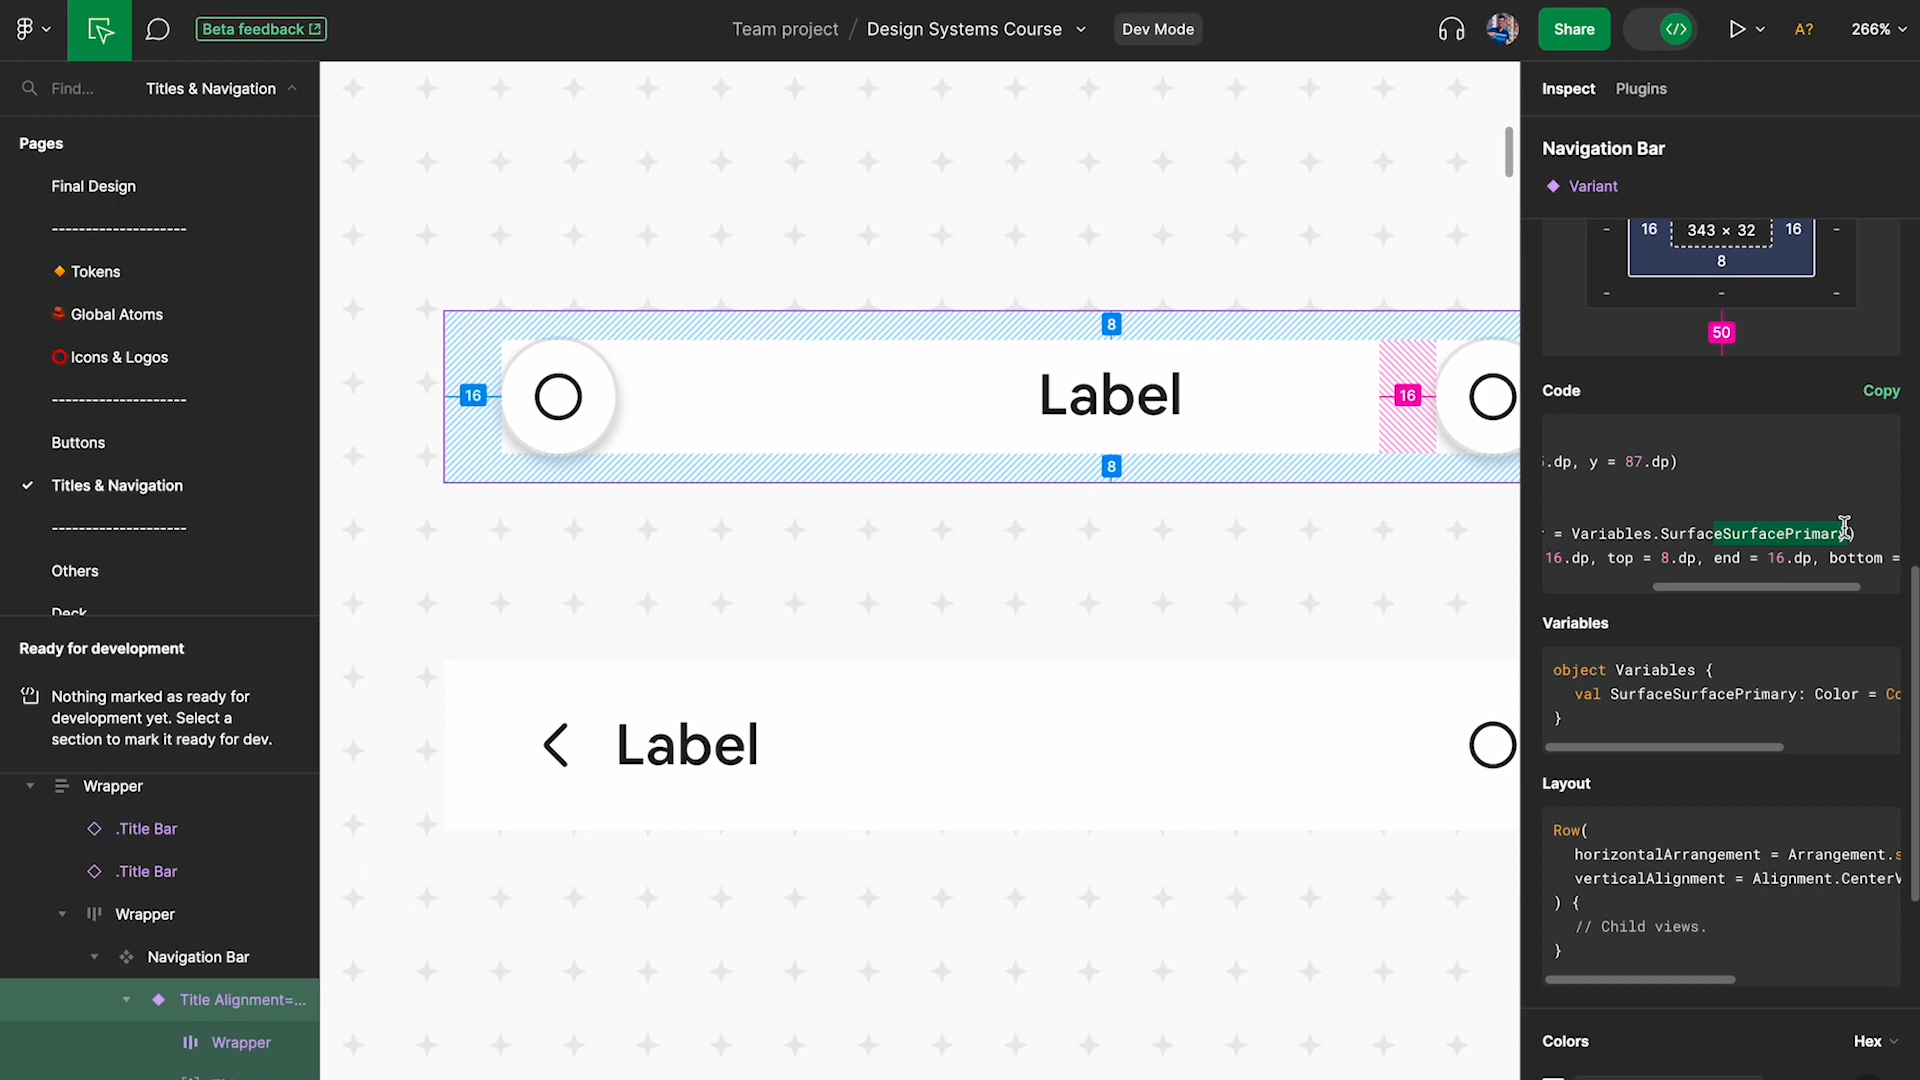 Beta feedback
Team project / Design Systems Course
Dev Mode
Share
A?
266%
Find...
Titles & Navigation
Pages
Final Design
--------------------
Tokens
Global Atoms
Icons & Logos
--------------------
Buttons
Titles & Navigation
--------------------
Others
Deck
Ready for development
Nothing marked as ready for
development yet. Select a
section to mark it ready for dev.
Wrapper
.Title Bar
.Title Bar
Wrapper
Navigation Bar
Title Alignment=...
Wrapper
8
16
Label
16
8
Label
Inspect
Plugins
Navigation Bar
Variant
- 16 343 × 32 16 -
8
- - -
50
Code
Copy
.dp, y = 87.dp)
= Variables.SurfaceSurfacePrimary)
16.dp, top = 8.dp, end = 16.dp, bottom =
Variables
object Variables {
val SurfaceSurfacePrimary: Color = Co
}
Layout
Row(
horizontalArrangement = Arrangement.s
verticalAlignment = Alignment.CenterV
) {
// Child views.
}
Colors
Hex